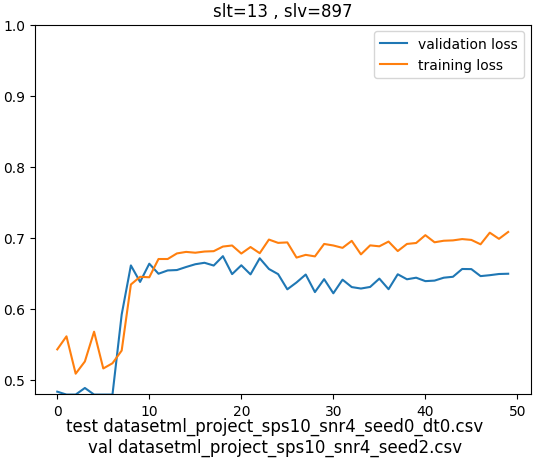 slt=13 , slv=897
1.0
validation loss
training loss
0.9
0.8
0.7
0.6
0.5
0 10 20 30 40 50
test datasetml_project_sps10_snr4_seed0_dt0.csv
val datasetml_project_sps10_snr4_seed2.csv